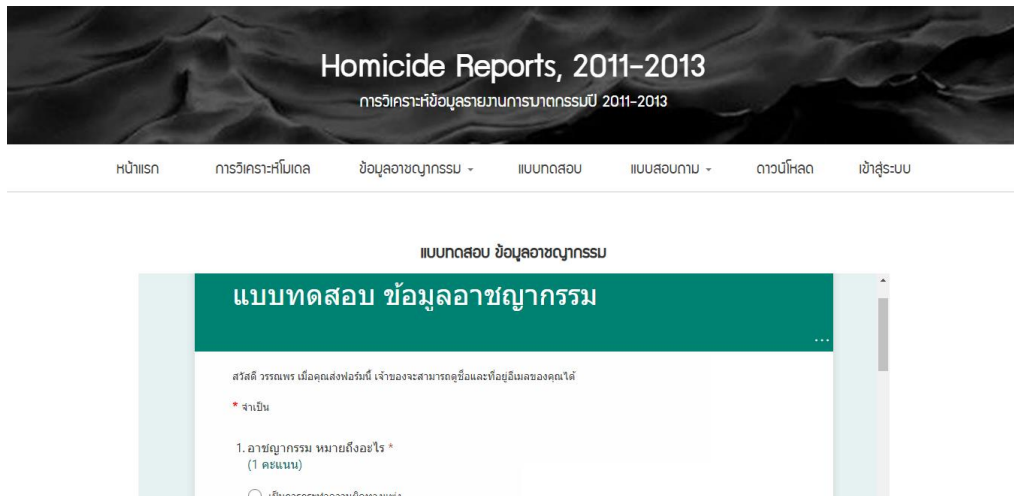 Homicide Reports, 2011-2013
การวิเคราะห์ข้อมูลรายงานการฆาตกรรมปี 2011-2013
หน้าแรก การวิเคราะห์โมเดล ข้อมูลอาชญากรรม แบบทดสอบ แบบสอบถาม ดาวน์โหลด เข้าสู่ระบบ
แบบทดสอบ ข้อมูลอาชญากรรม
แบบทดสอบ ข้อมูลอาชญากรรม
...
สวัสดี วรรณพร เมื่อคุณส่งฟอร์มนี้ เจ้าของจะสามารถดูชื่อและที่อยู่อีเมลของคุณได้
* จำเป็น
1. อาชญากรรม หมายถึงอะไร *
(1 คะแนน)